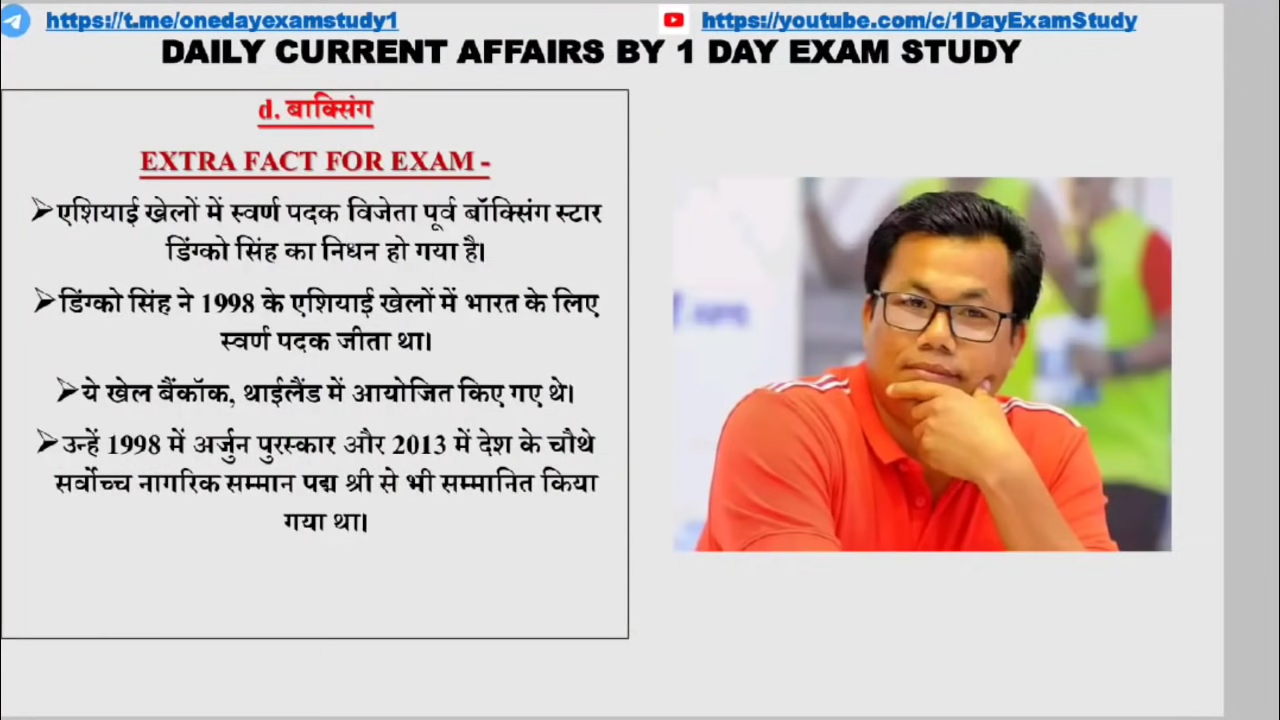 https://t.me/onedayexamstudy1 https://youtube.com/c/1DayExamStudy
DAILY CURRENT AFFAIRS BY 1 DAY EXAM STUDY
d. बाक्सिंग
EXTRA FACT FOR EXAM -
➢एशियाई खेलों में स्वर्ण पदक विजेता पूर्व बॉक्सिंग स्टार
डिंग्को सिंह का निधन हो गया है।
➢डिंग्को सिंह ने 1998 के एशियाई खेलों में भारत के लिए
स्वर्ण पदक जीता था।
➢ये खेल बैंकॉक, थाईलैंड में आयोजित किए गए थे।
➢उन्हें 1998 में अर्जुन पुरस्कार और 2013 में देश के चौथे
सर्वोच्च नागरिक सम्मान पद्म श्री से भी सम्मानित किया
गया था।